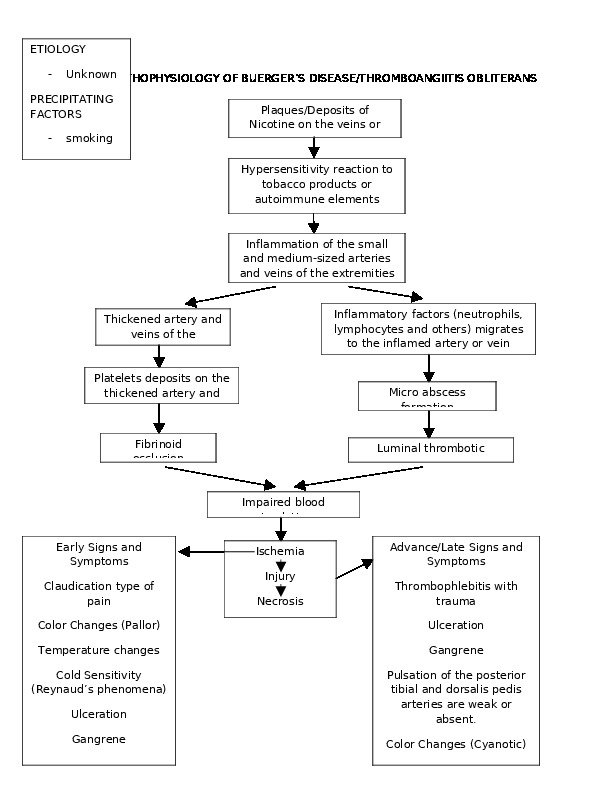 ETIOLOGY
- Unknown
PRECIPITATING
FACTORS
- smoking
THOPHYSIOLOGY OF BUERGER'S DISEASE/THROMBOANGIITIS OBLITERANS
Plaques/Deposits of
Nicotine on the veins or
Hypersensitivity reaction to
tobacco products or
autoimmune elements
Inflammation of the small
and medium-sized arteries
and veins of the extremities
Thickened artery and
veins of the
Inflammatory factors (neutrophils,
lymphocytes and others) migrates
to the inflamed artery or vein
Platelets deposits on the
thickened artery and
Micro abscess
formation
Fibrinoid
occlusion
Luminal thrombotic
Impaired blood
Ischemia
Injury
Necrosis
Early Signs and
Symptoms
Claudication type of
pain
Color Changes (Pallor)
Temperature changes
Cold Sensitivity
(Reynaud's phenomena)
Ulceration
Gangrene
Advance/Late Signs and
Symptoms
Thrombophlebitis with
trauma
Ulceration
Gangrene
Pulsation of the posterior
tibial and dorsalis pedis
arteries are weak or
absent.
Color Changes (Cyanotic)